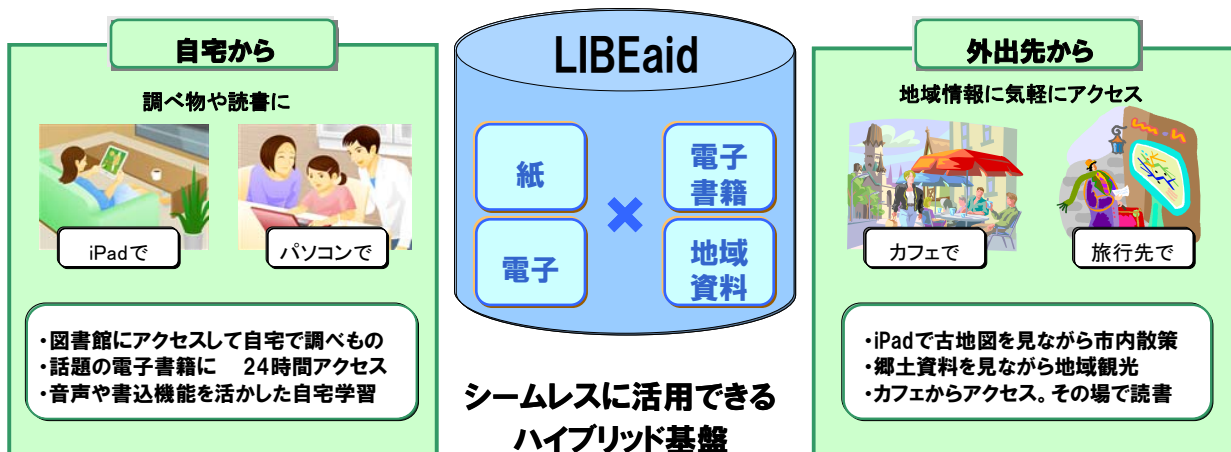 自宅から
調べ物や読書に
iPadで
パソコンで
・図書館にアクセスして自宅で調べもの
・話題の電子書籍に　24時間アクセス
・音声や書込機能を活かした自宅学習
LIBEaid
紙
電子
書籍
×
電子
地域
資料
シームレスに活用できる
ハイブリッド基盤
外出先から
地域情報に気軽にアクセス
カフェで
旅行先で
・iPadで古地図を見ながら市内散策
・郷土資料を見ながら地域観光
・カフェからアクセス。その場で読書